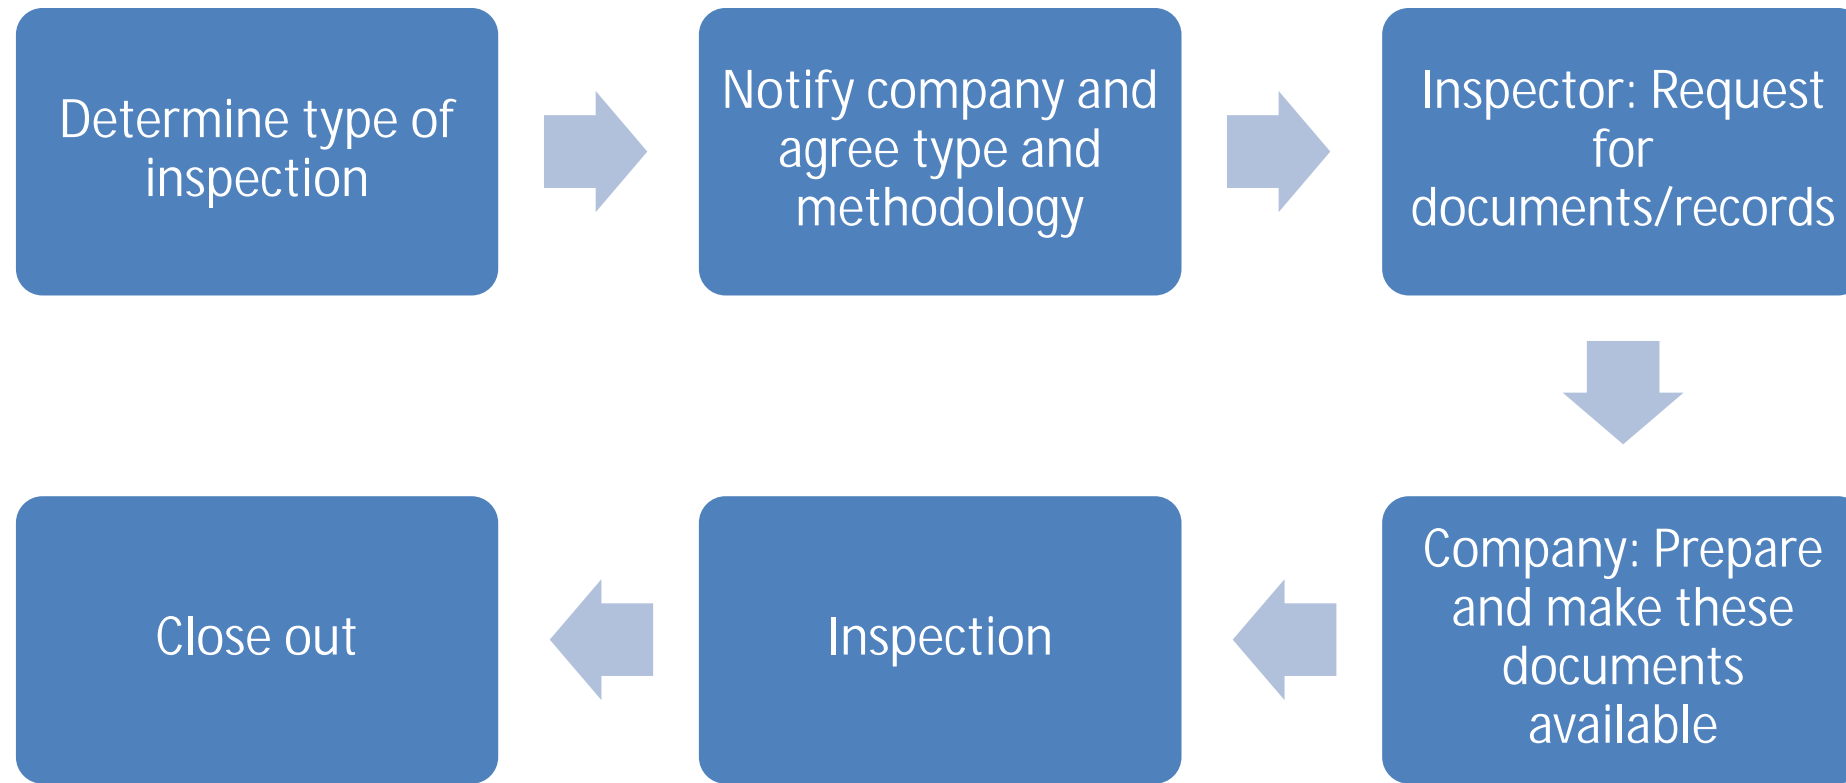 Determine type of
inspection
Notify company and
agree type and
methodology
Inspector: Request
for
documents/records
Company: Prepare
and make these
documents
available
Inspection
Close out